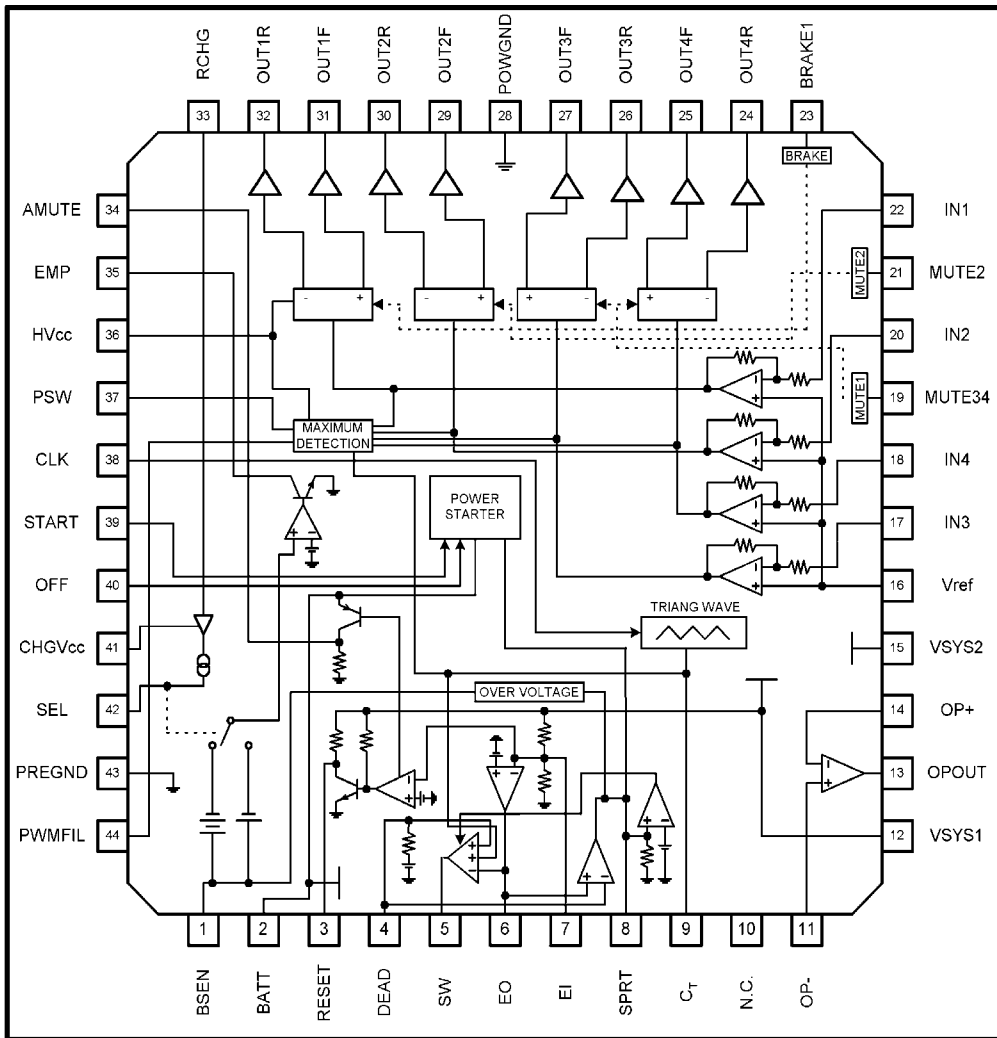 RCHG
OUT1R
OUT1F
OUT2R
OUT2F
POWGND
OUT3F
OUT3R
OUT4F
OUT4R
BRAKE1
33
32
31
30
29
28
27
26
25
24
23
BRAKE
AMUTE 34
22 IN1
EMP 35
MUTE2 21 MUTE2
HVcc 36
- +
- +
+ -
+ -
20 IN2
PSW 37
MUTE1 19 MUTE34
MAXIMUM
DETECTION
CLK 38
18 IN4
POWER
STARTER
START 39
17 IN3
OFF 40
16 Vref
TRIANG WAVE
CHGVcc 41
15 VSYS2
OVER VOLTAGE
SEL 42
14 OP+
PREGND 43
13 OPOUT
PWMFIL 44
12 VSYS1
1
2
3
4
5
6
7
8
9
10
11
BSEN
BATT
RESET
DEAD
SW
EO
EI
SPRT
CT
N.C.
OP-